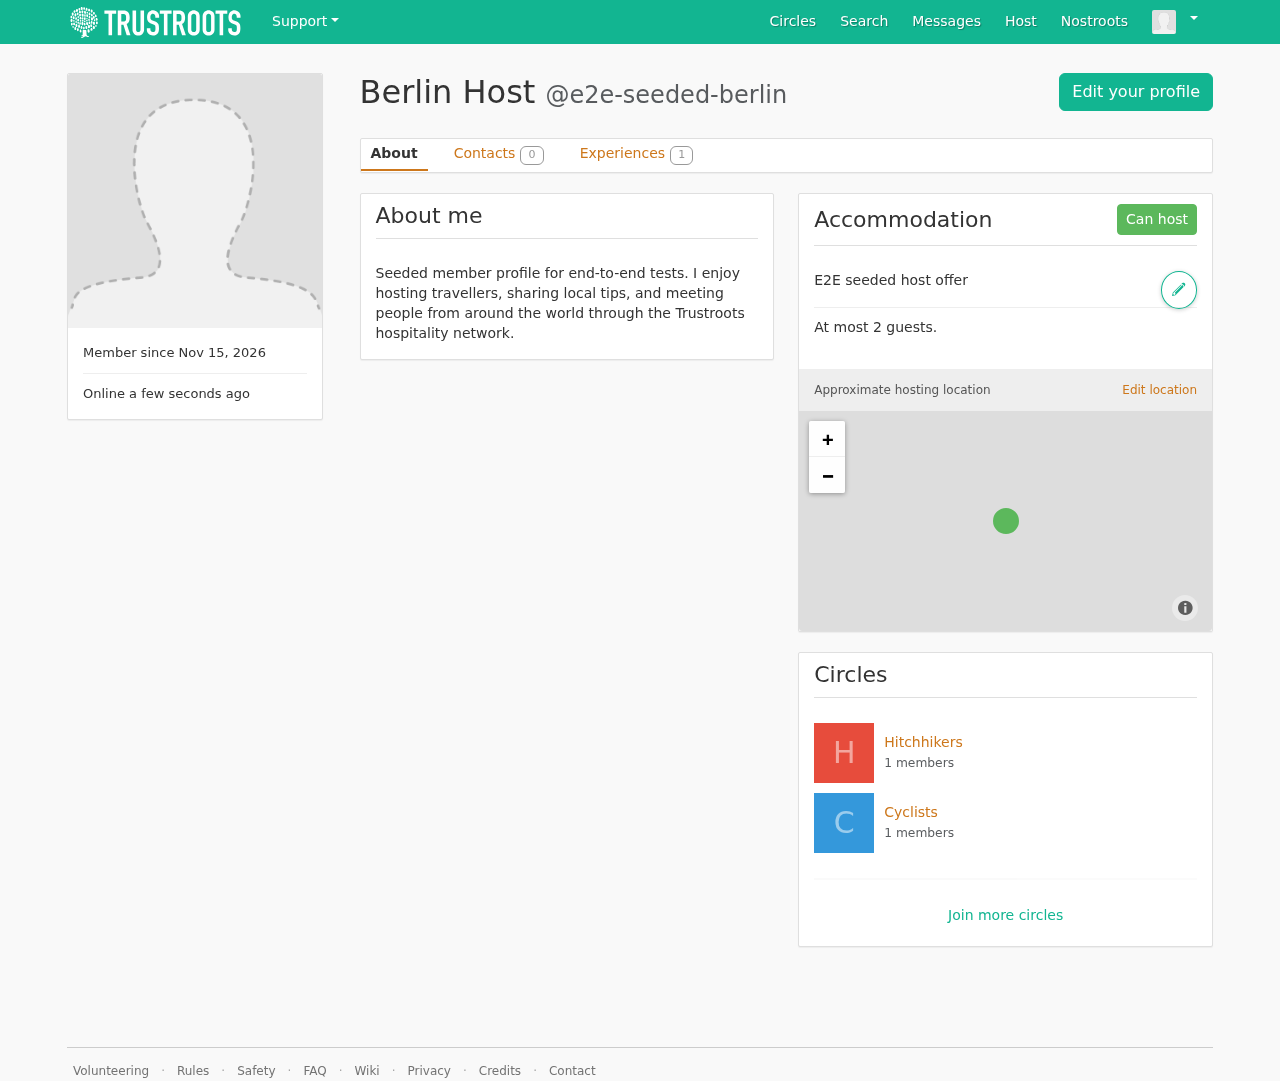 TRUSTROOTS
Support
Circles
Search
Messages
Host
Nostroots
Berlin Host @e2e-seeded-berlin
Edit your profile
About
Contacts 0
Experiences 1
Member since Nov 15, 2026
Online a few seconds ago
About me
Seeded member profile for end-to-end tests. I enjoy
hosting travellers, sharing local tips, and meeting
people from around the world through the Trustroots
hospitality network.
Accommodation
Can host
E2E seeded host offer
At most 2 guests.
Approximate hosting location
Edit location
+
−
Circles
H
Hitchhikers
1 members
C
Cyclists
1 members
Join more circles
Volunteering · Rules · Safety · FAQ · Wiki · Privacy · Credits · Contact